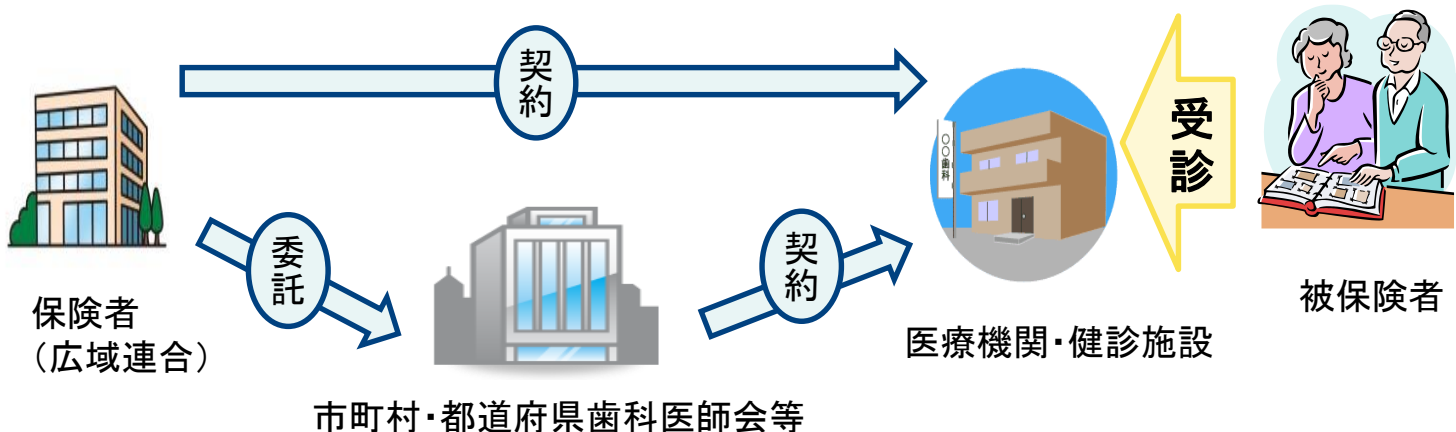 契約
〇〇歯科
受診
委託
契約
保険者
（広域連合）
市町村・都道府県歯科医師会等
医療機関・健診施設
被保険者